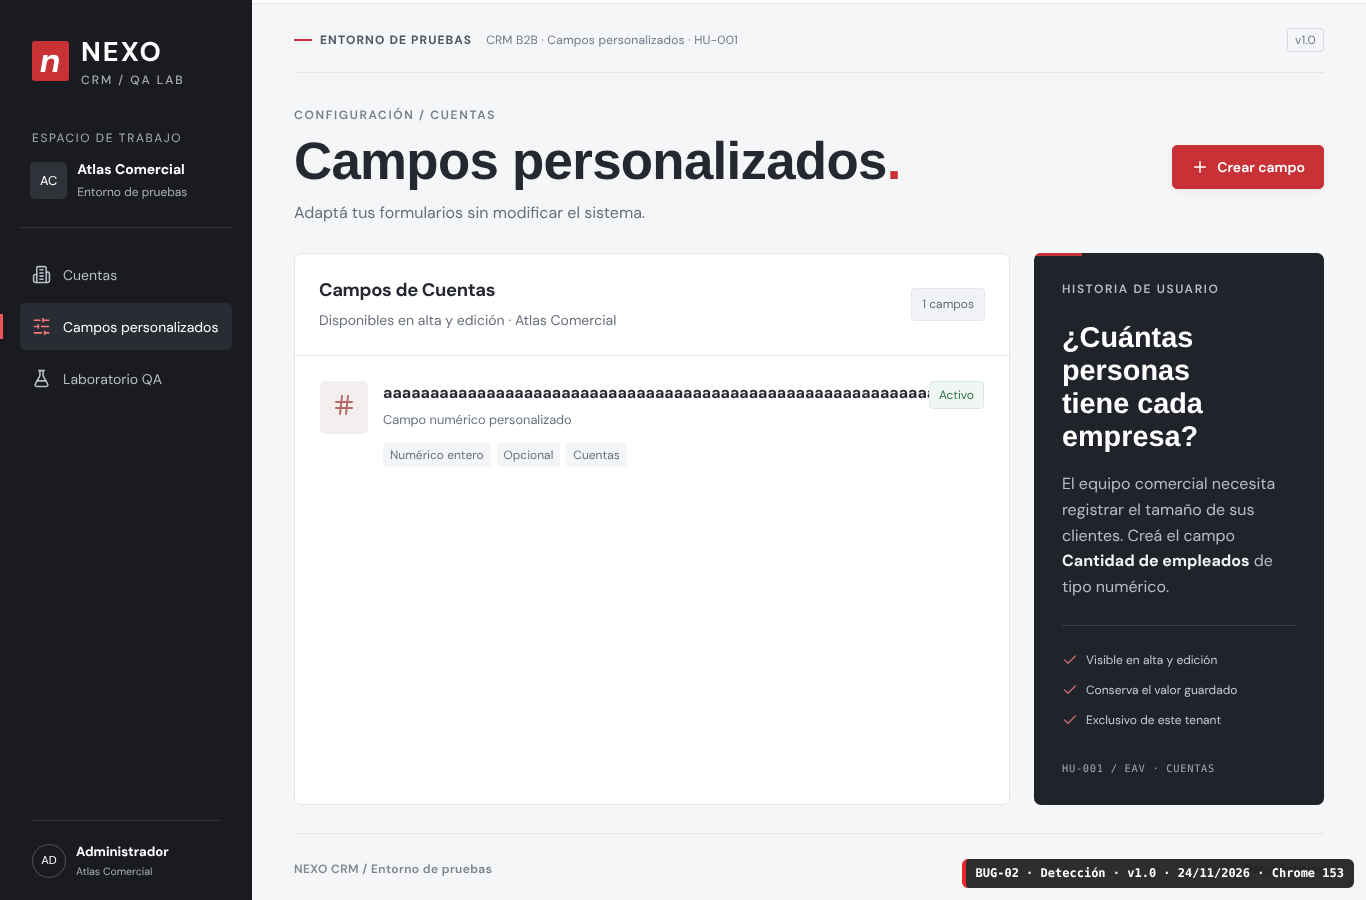 n NEXO
CRM / QA LAB
ESPACIO DE TRABAJO
AC Atlas Comercial
Entorno de pruebas
Cuentas
Campos personalizados
Laboratorio QA
AD Administrador
Atlas Comercial
ENTORNO DE PRUEBAS CRM B2B · Campos personalizados · HU-001 v1.0
CONFIGURACIÓN / CUENTAS
Campos personalizados.
+ Crear campo
Adaptá tus formularios sin modificar el sistema.
Campos de Cuentas
Disponibles en alta y edición · Atlas Comercial
1 campos
# Activo
Campo numérico personalizado
Numérico entero Opcional Cuentas
HISTORIA DE USUARIO
¿Cuántas
personas
tiene cada
empresa?
El equipo comercial necesita
registrar el tamaño de sus
clientes. Creá el campo
Cantidad de empleados de
tipo numérico.
Visible en alta y edición
Conserva el valor guardado
Exclusivo de este tenant
HU-001 / EAV · CUENTAS
NEXO CRM / Entorno de pruebas
BUG-02 · Detección · v1.0 · 24/11/2026 · Chrome 153